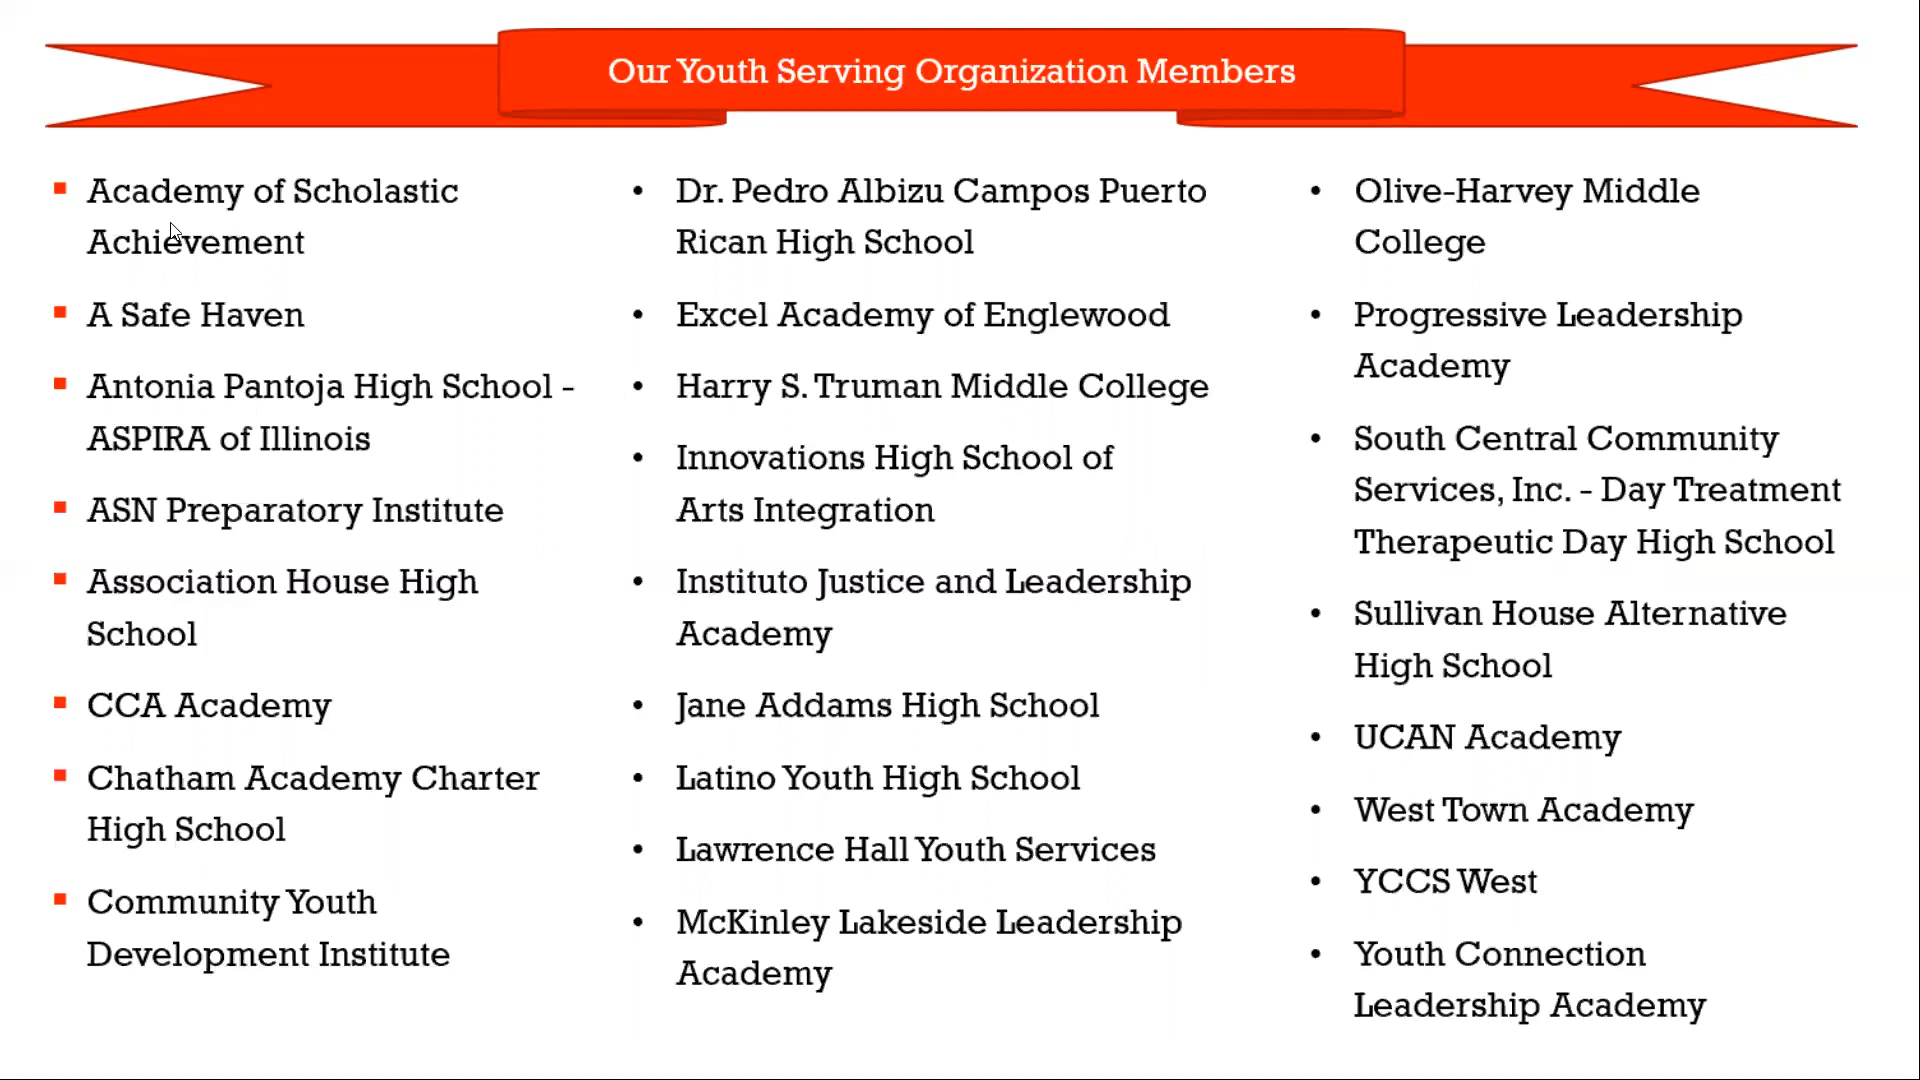 Our Youth Serving Organization Members
Academy of Scholastic
Achievement
A Safe Haven
Antonia Pantoja High School -
ASPIRA of Illinois
ASN Preparatory Institute
Association House High
School
CCA Academy
Chatham Academy Charter
High School
Community Youth
Development Institute
Dr. Pedro Albizu Campos Puerto
Rican High School
Excel Academy of Englewood
Harry S. Truman Middle College
Innovations High School of
Arts Integration
Instituto Justice and Leadership
Academy
Jane Addams High School
Latino Youth High School
Lawrence Hall Youth Services
McKinley Lakeside Leadership
Academy
Olive-Harvey Middle
College
Progressive Leadership
Academy
South Central Community
Services, Inc. - Day Treatment
Therapeutic Day High School
Sullivan House Alternative
High School
UCAN Academy
West Town Academy
YCCS West
Youth Connection
Leadership Academy